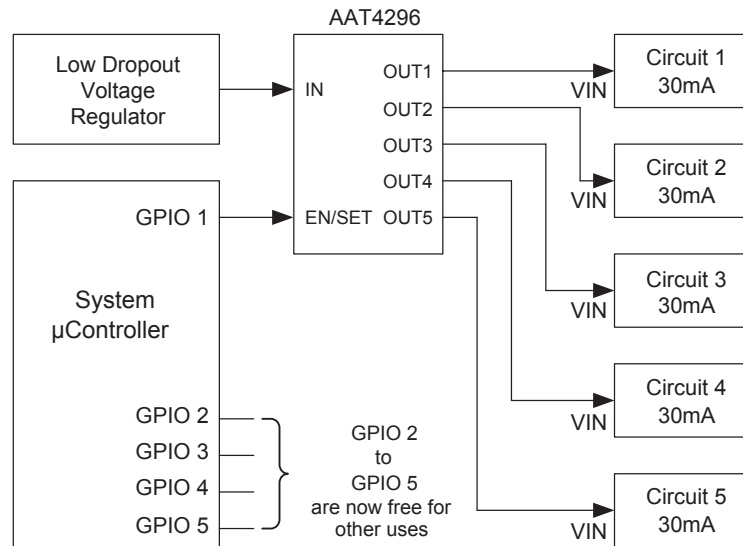 AAT4296
Low Dropout
Voltage
Regulator
IN
OUT1
OUT2
OUT3
OUT4
EN/SET OUT5
VIN
Circuit 1
30mA
VIN
Circuit 2
30mA
VIN
Circuit 3
30mA
VIN
Circuit 4
30mA
VIN
Circuit 5
30mA
GPIO 1
System
µController
GPIO 2
GPIO 3
GPIO 4
GPIO 5
GPIO 2
to
GPIO 5
are now free for
other uses